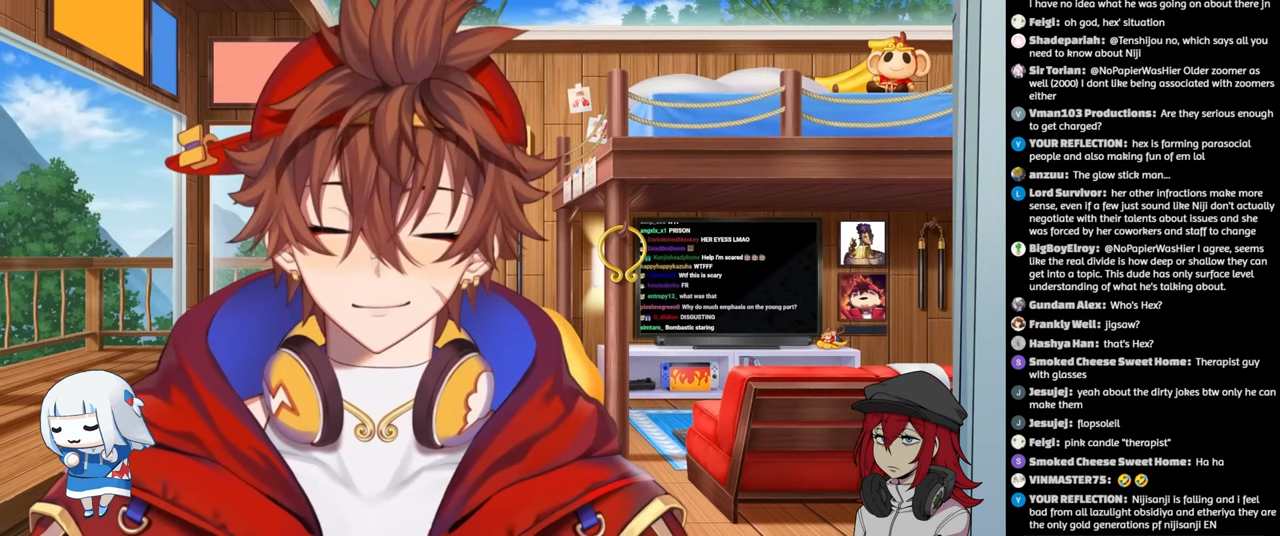 angxlx_x1 PRISON
DarkskinedMonkey HER EYESS LMAO
DeadBoiDawn
Kenjisheadphone Help I'm scared
happyhappykazuha WTFFF
Wtf this is scary
FR
entropy13_ what was that
Why do much emphasis on the young part?
DISGUSTING
aimtars_ Bombastic staring
I have no idea what he was going on about there jn
Feigi: oh god, hex' situation
Shadepariah: @Tenshijou no, which says all you
need to know about Niji
Sir Torian: @NoPapierWasHier Older zoomer as
well (2000) I dont like being associated with zoomers
either
Vman103 Productions: Are they serious enough
to get charged?
YOUR REFLECTION: hex is farming parasocial
people and also making fun of em lol
anzuu: The glow stick man...
Lord Survivor: her other infractions make more
sense, even if a few just sound like Niji don't actually
negotiate with their talents about issues and she
was forced by her coworkers and staff to change
BigBoyElroy: @NoPapierWasHier I agree, seems
like the real divide is how deep or shallow they can
get into a topic. This dude has only surface level
understanding of what he's talking about.
Gundam Alex: Who's Hex?
Frankly Well: jigsaw?
Hashya Han: that's Hex?
Smoked Cheese Sweet Home: Therapist guy
with glasses
Jesujej: yeah about the dirty jokes btw only he can
make them
Jesujej: flopsoleil
Feigi: pink candle "therapist"
Smoked Cheese Sweet Home: Ha ha
VINMASTER75: 🤣 🤣
YOUR REFLECTION: Nijisanji is falling and i feel
bad from all lazulight obsidiya and etheriya they are
the only gold generations pf nijisanji EN